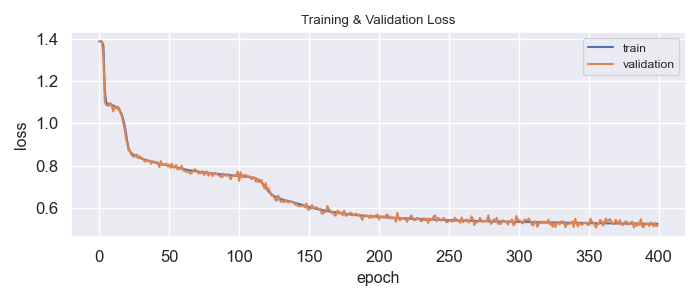 Training & Validation Loss
1.4
1.2
1.0
0.8
0.6
loss
train
validation
0 50 100 150 200 250 300 350 400
epoch